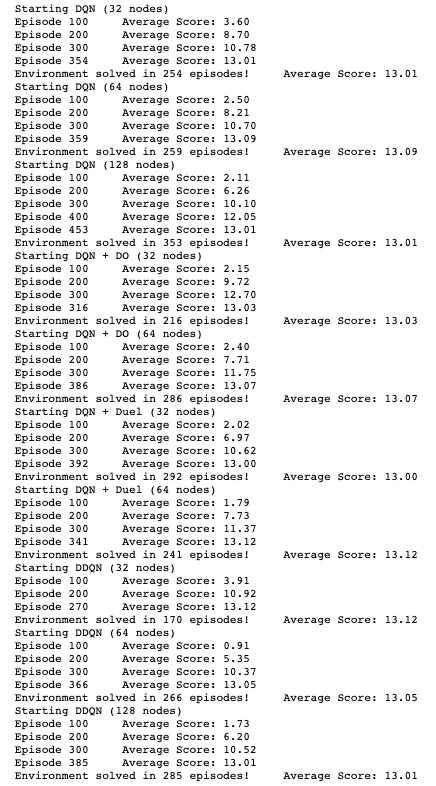 Starting DQN (32 nodes)
Episode 100 Average Score: 3.60
Episode 200 Average Score: 8.70
Episode 300 Average Score: 10.78
Episode 354 Average Score: 13.01
Environment solved in 254 episodes! Average Score: 13.01
Starting DQN (64 nodes)
Episode 100 Average Score: 2.50
Episode 200 Average Score: 8.21
Episode 300 Average Score: 10.70
Episode 359 Average Score: 13.09
Environment solved in 259 episodes! Average Score: 13.09
Starting DQN (128 nodes)
Episode 100 Average Score: 2.11
Episode 200 Average Score: 6.26
Episode 300 Average Score: 10.10
Episode 400 Average Score: 12.05
Episode 453 Average Score: 13.01
Environment solved in 353 episodes! Average Score: 13.01
Starting DQN + DO (32 nodes)
Episode 100 Average Score: 2.15
Episode 200 Average Score: 9.72
Episode 300 Average Score: 12.70
Episode 316 Average Score: 13.03
Environment solved in 216 episodes! Average Score: 13.03
Starting DQN + DO (64 nodes)
Episode 100 Average Score: 2.40
Episode 200 Average Score: 7.71
Episode 300 Average Score: 11.75
Episode 386 Average Score: 13.07
Environment solved in 286 episodes! Average Score: 13.07
Starting DQN + Duel (32 nodes)
Episode 100 Average Score: 2.02
Episode 200 Average Score: 6.97
Episode 300 Average Score: 10.62
Episode 392 Average Score: 13.00
Environment solved in 292 episodes! Average Score: 13.00
Starting DQN + Duel (64 nodes)
Episode 100 Average Score: 1.79
Episode 200 Average Score: 7.73
Episode 300 Average Score: 11.37
Episode 341 Average Score: 13.12
Environment solved in 241 episodes! Average Score: 13.12
Starting DDQN (32 nodes)
Episode 100 Average Score: 3.91
Episode 200 Average Score: 10.92
Episode 270 Average Score: 13.12
Environment solved in 170 episodes! Average Score: 13.12
Starting DDQN (64 nodes)
Episode 100 Average Score: 0.91
Episode 200 Average Score: 5.35
Episode 300 Average Score: 10.37
Episode 366 Average Score: 13.05
Environment solved in 266 episodes! Average Score: 13.05
Starting DDQN (128 nodes)
Episode 100 Average Score: 1.73
Episode 200 Average Score: 6.20
Episode 300 Average Score: 10.52
Episode 385 Average Score: 13.01
Environment solved in 285 episodes! Average Score: 13.01